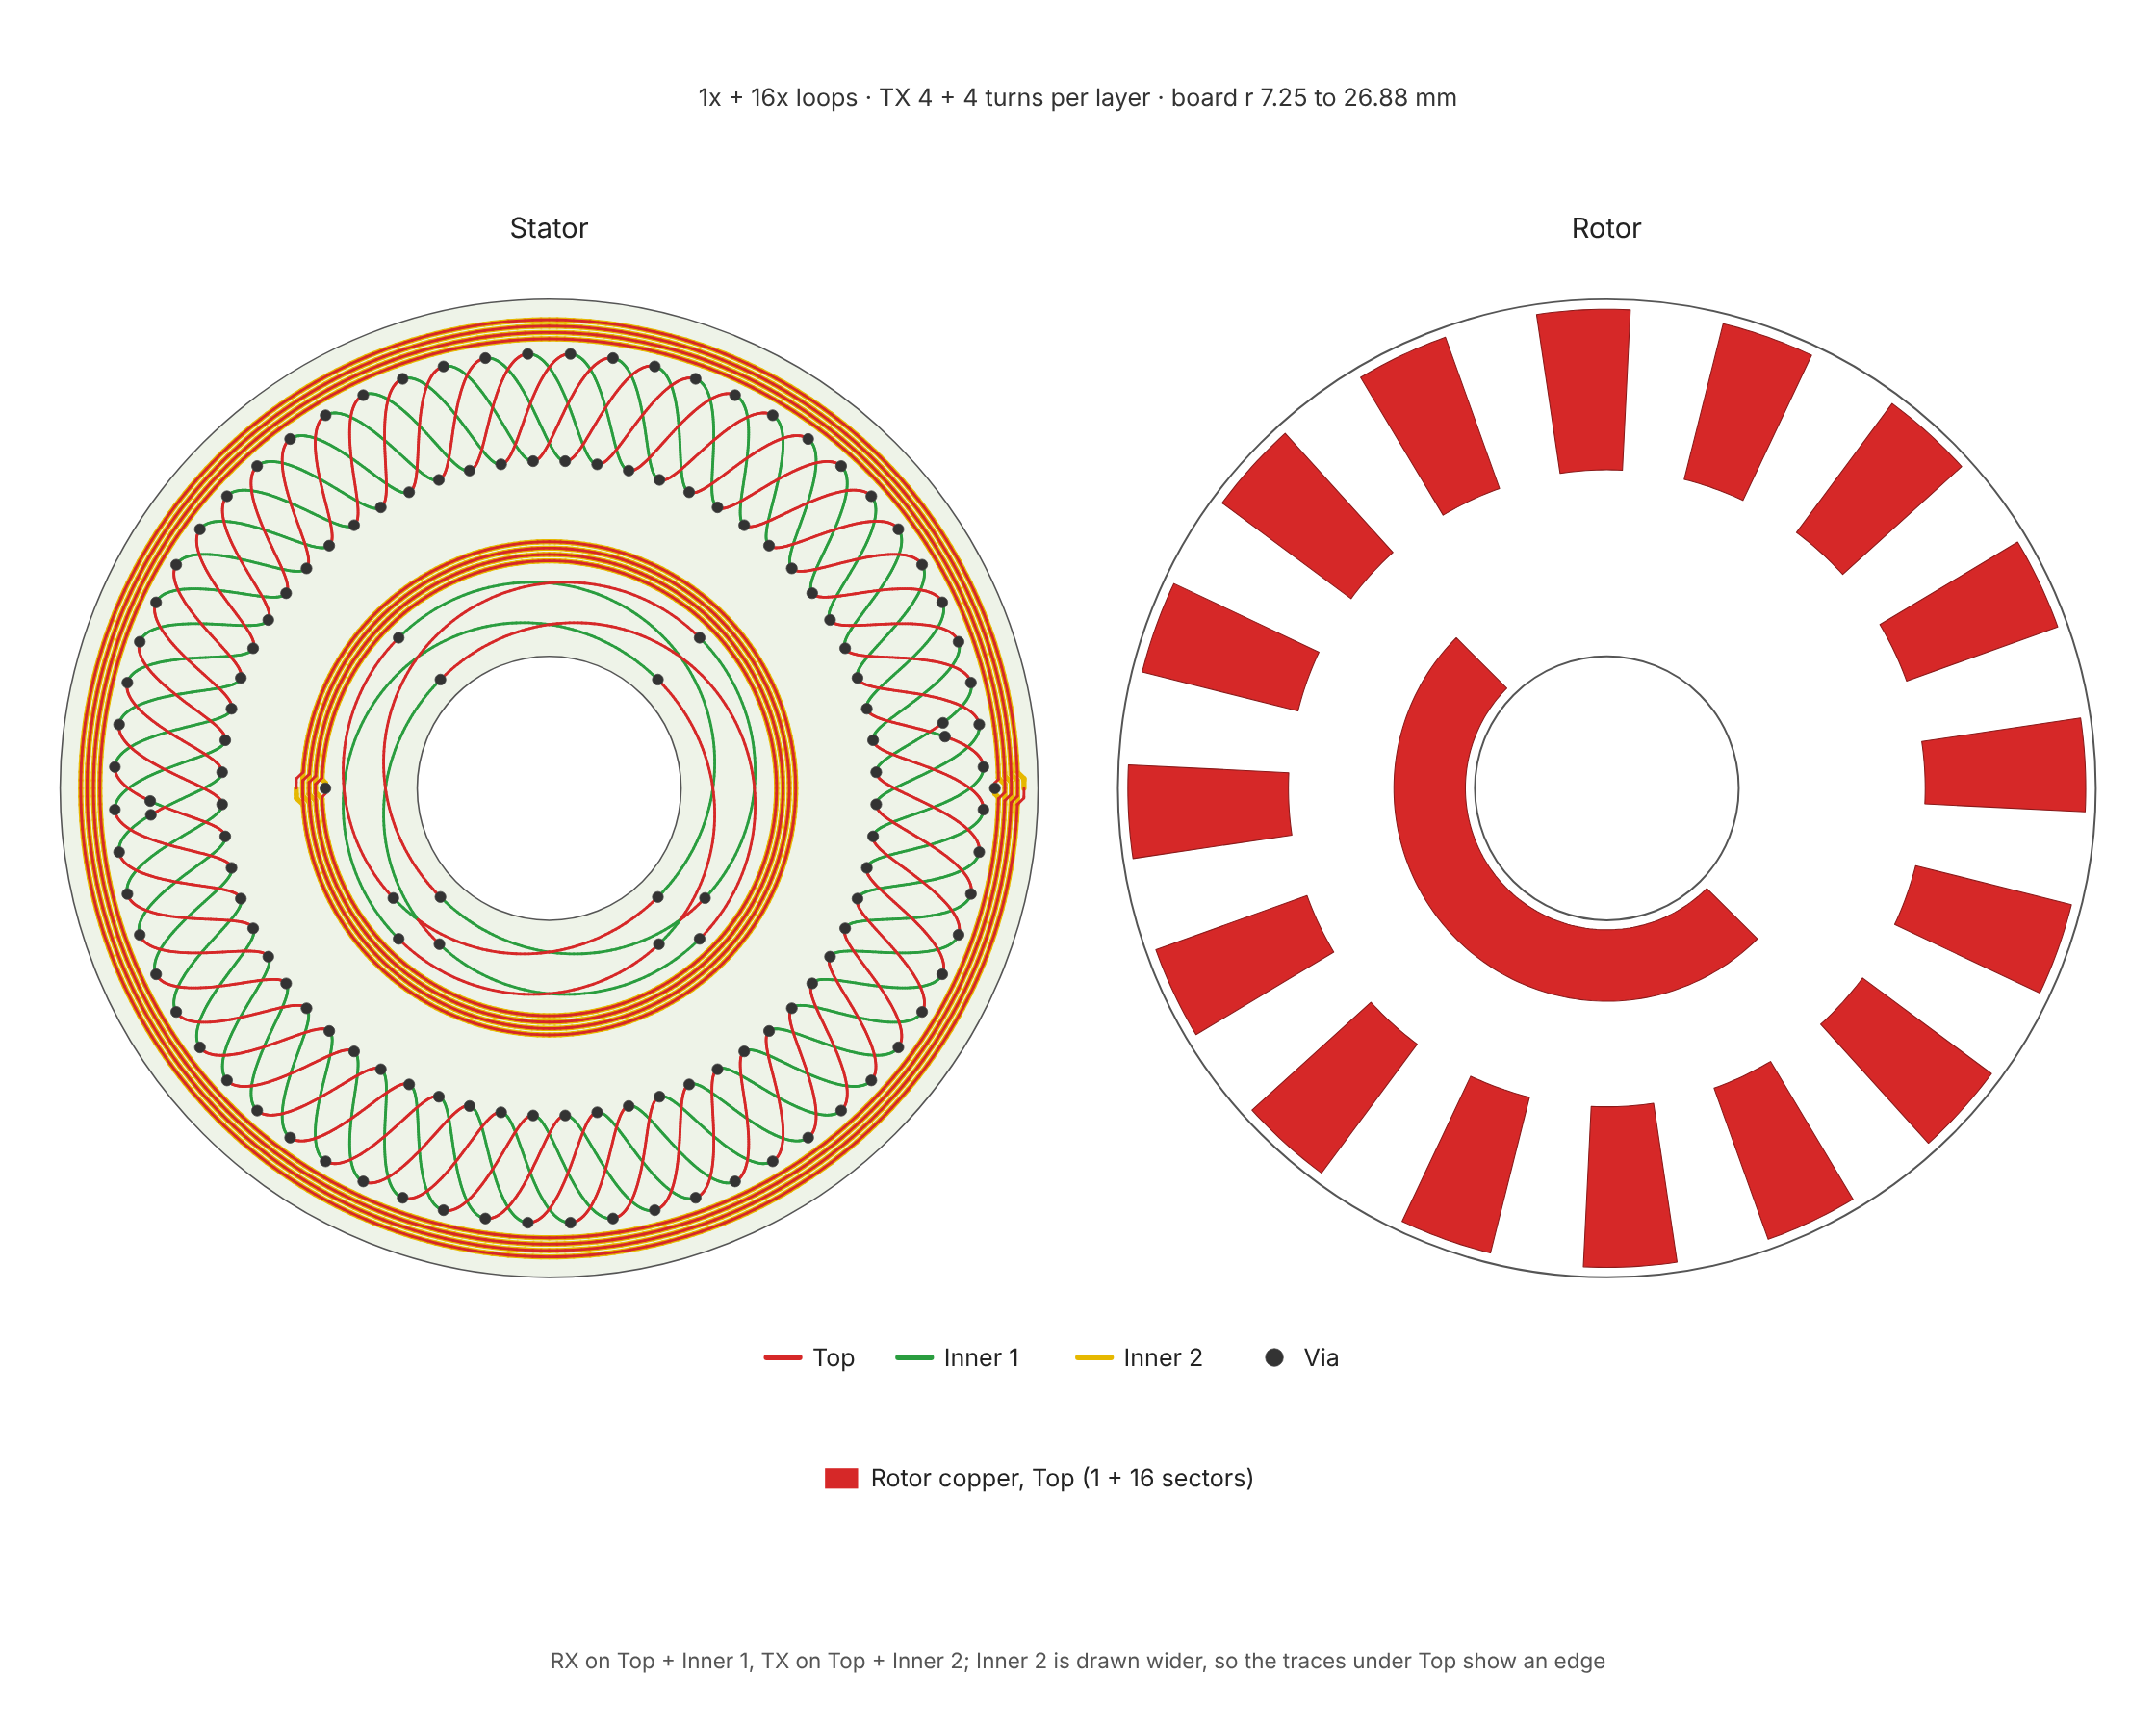 1x + 16x loops · TX 4 + 4 turns per layer · board r 7.25 to 26.88 mm
Stator
Rotor
Top
Inner 1
Inner 2
Via
Rotor copper, Top (1 + 16 sectors)
RX on Top + Inner 1, TX on Top + Inner 2; Inner 2 is drawn wider, so the traces under Top show an edge